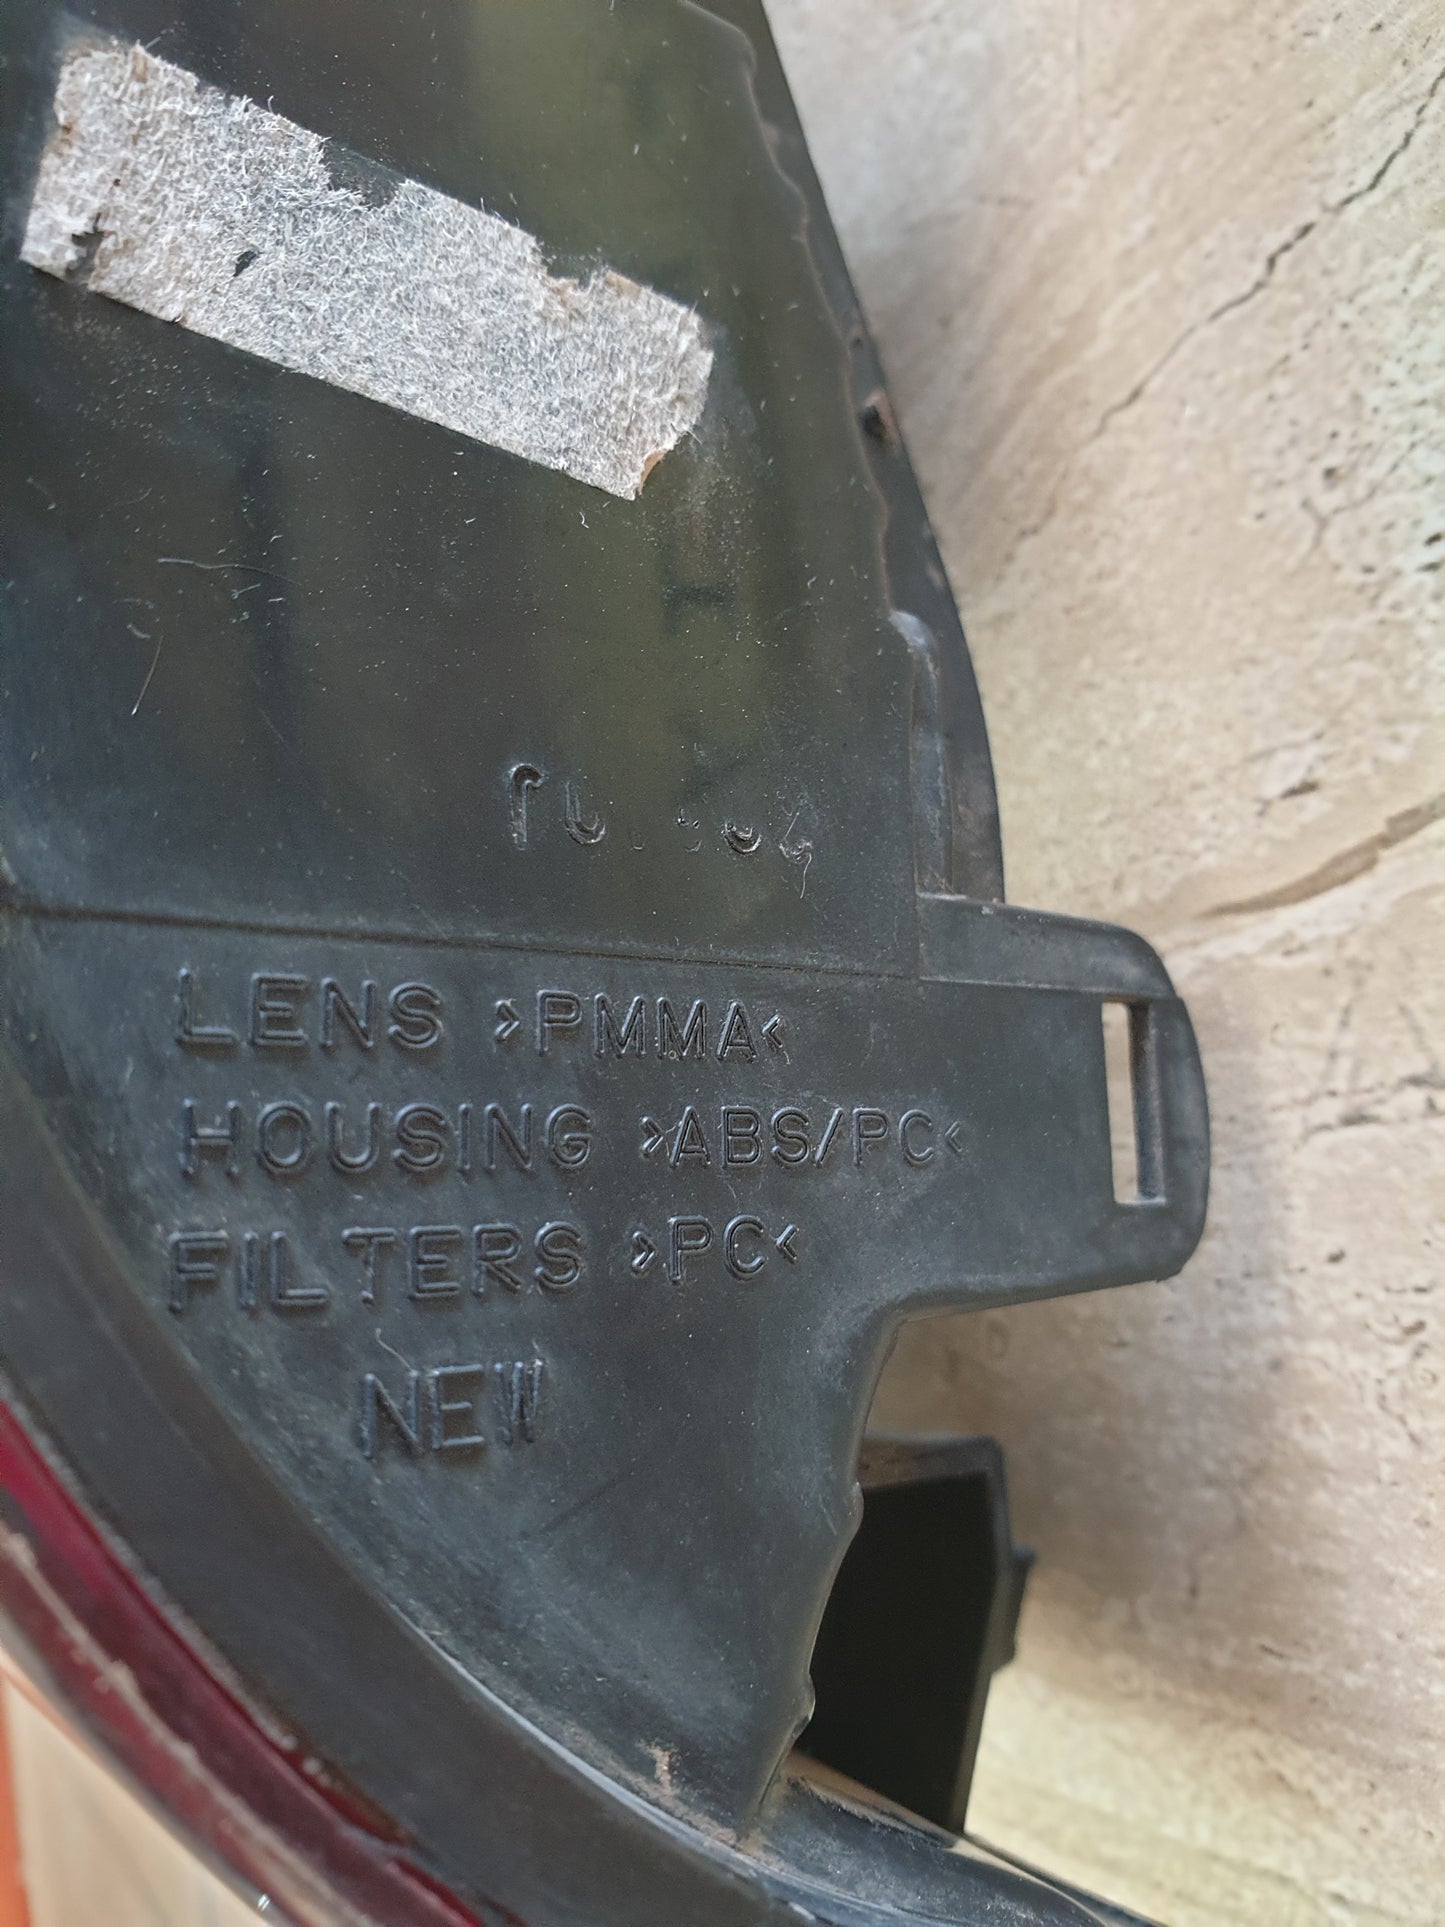 LENS >PMMA<
HOUSING >ABS/PC<
FILTERS >PC<
NEW